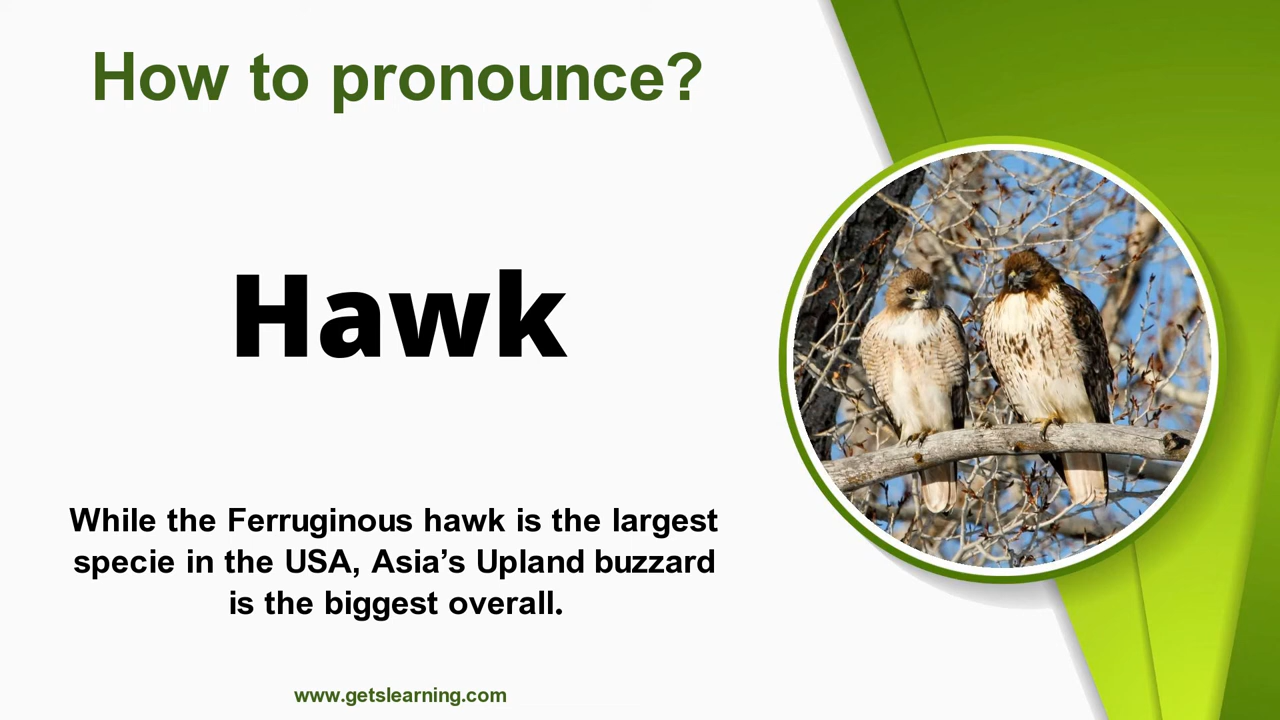 How to pronounce?
Hawk
While the Ferruginous hawk is the largest
specie in the USA, Asia’s Upland buzzard
is the biggest overall.
www.getslearning.com